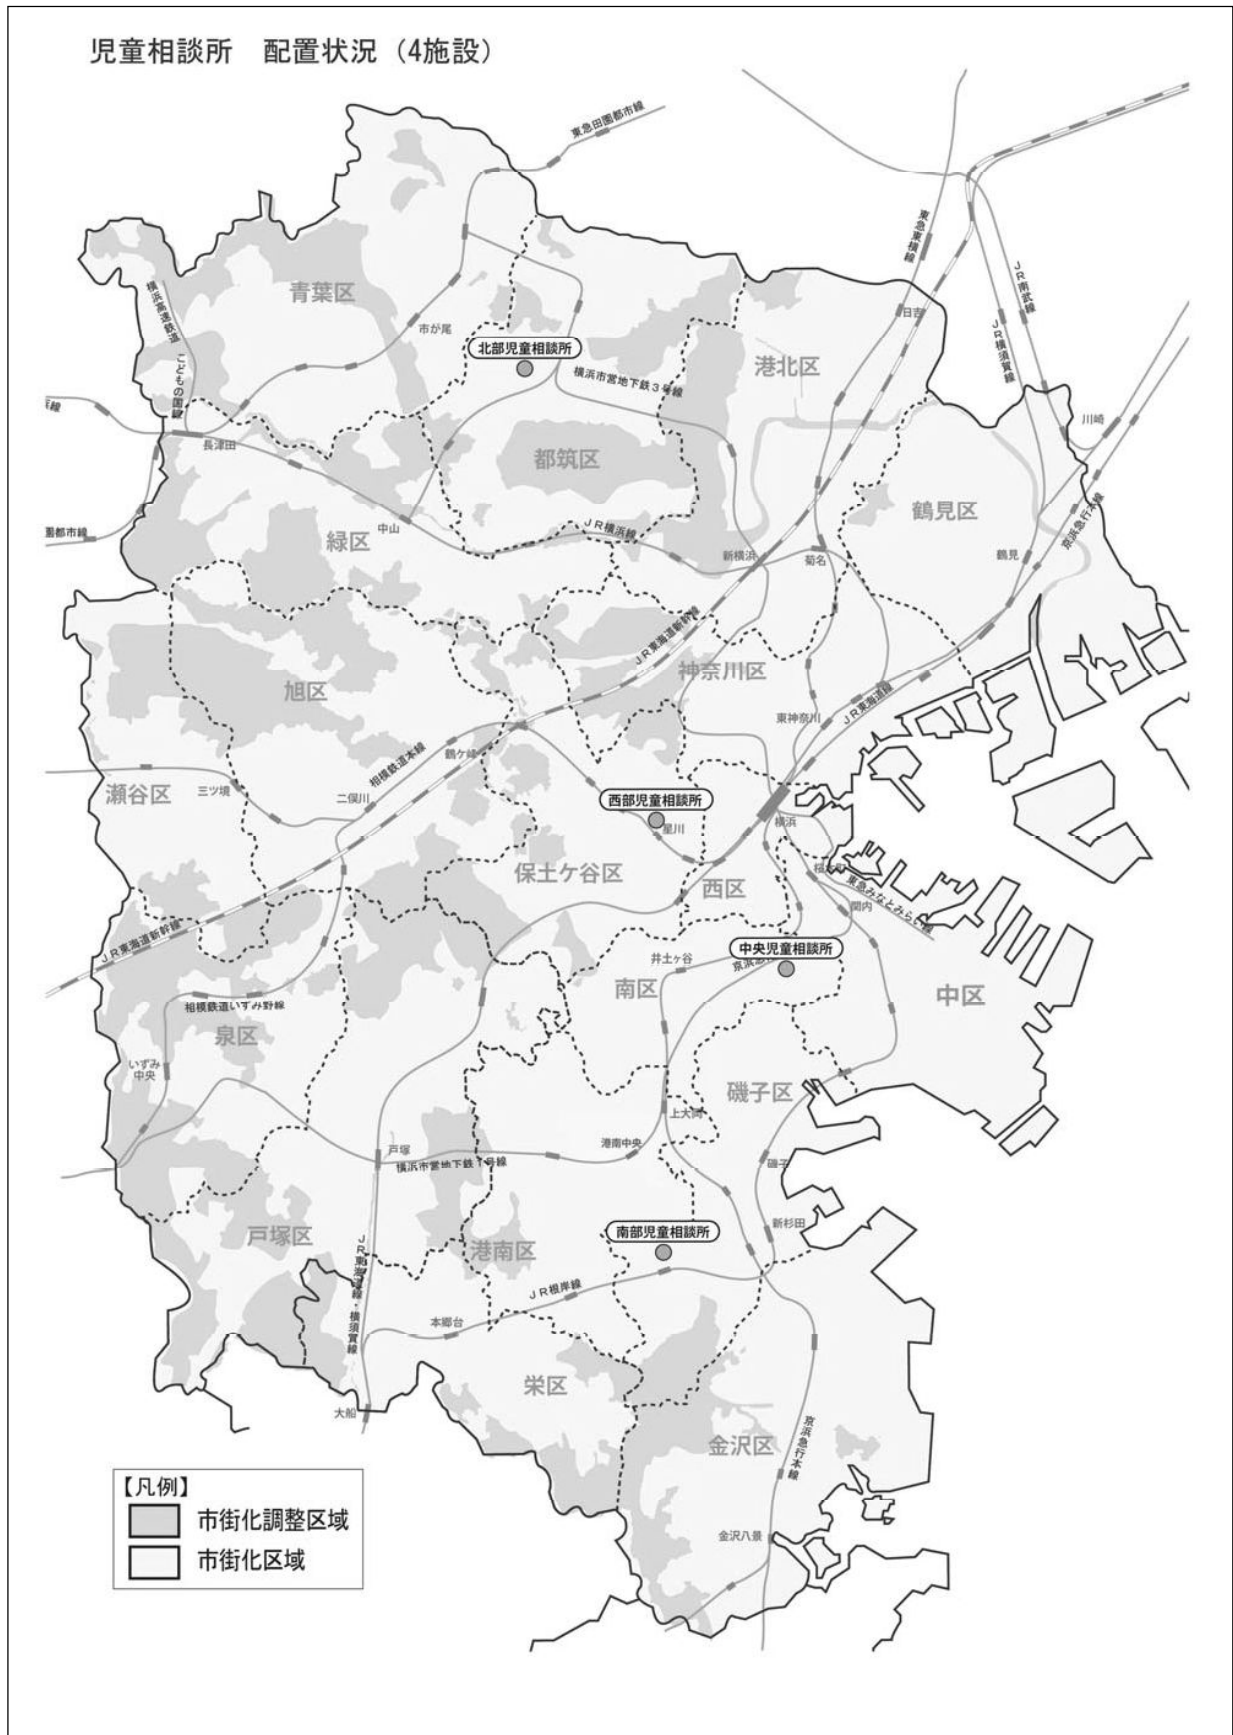 児童相談所　配置状況（4施設）
東急田園都市線
東急東横線
JR南武線
JR横須賀線
横浜高速鉄道
こどもの国線
青葉区
市が尾
日吉
北部児童相談所
横浜市営地下鉄3号線
港北区
川崎
浜線
長津田
都筑区
鶴見区
京浜急行本線
園都市線
中山
緑区
JR横浜線
新横浜
菊名
鶴見
JR東海道新幹線
神奈川区
旭区
東神奈川
JR東海道線
鶴ケ峰
相模鉄道本線
瀬谷区
三ツ境
二俣川
西部児童相談所
星川
横浜
保土ケ谷区
西区
桜木町
東急みなとみらい線
関内
JR東海道新幹線
中央児童相談所
井土ヶ谷
南区
中区
相模鉄道いずみ野線
泉区
いずみ
中央
磯子区
上大岡
戸塚
港南中央
横浜市営地下鉄1号線
磯子
戸塚区
港南区
南部児童相談所
新杉田
JR東海道線・横須賀線
JR根岸線
本郷台
栄区
大船
金沢区
京浜急行本線
金沢八景
【凡例】
市街化調整区域
市街化区域